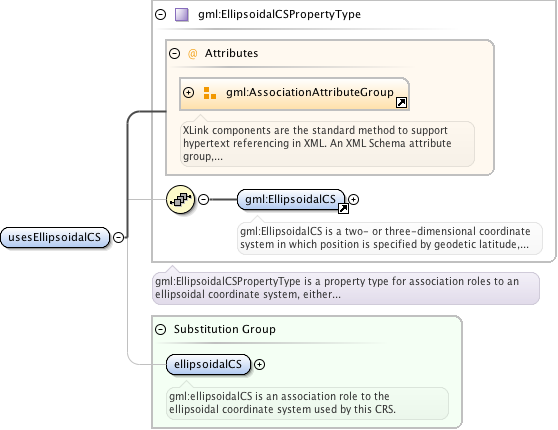 gml:EllipsoidalCSPropertyType
@ Attributes
gml:AssociationAttributeGroup
XLink components are the standard method to support
hypertext referencing in XML. An XML Schema attribute
group,...
gml:EllipsoidalCS
gml:EllipsoidalCS is a two- or three-dimensional coordinate
system in which position is specified by geodetic latitude,...
usesEllipsoidalCS
gml:EllipsoidalCSPropertyType is a property type for association roles to an
ellipsoidal coordinate system, either...
Substitution Group
ellipsoidalCS
gml:ellipsoidalCS is an association role to the
ellipsoidal coordinate system used by this CRS.